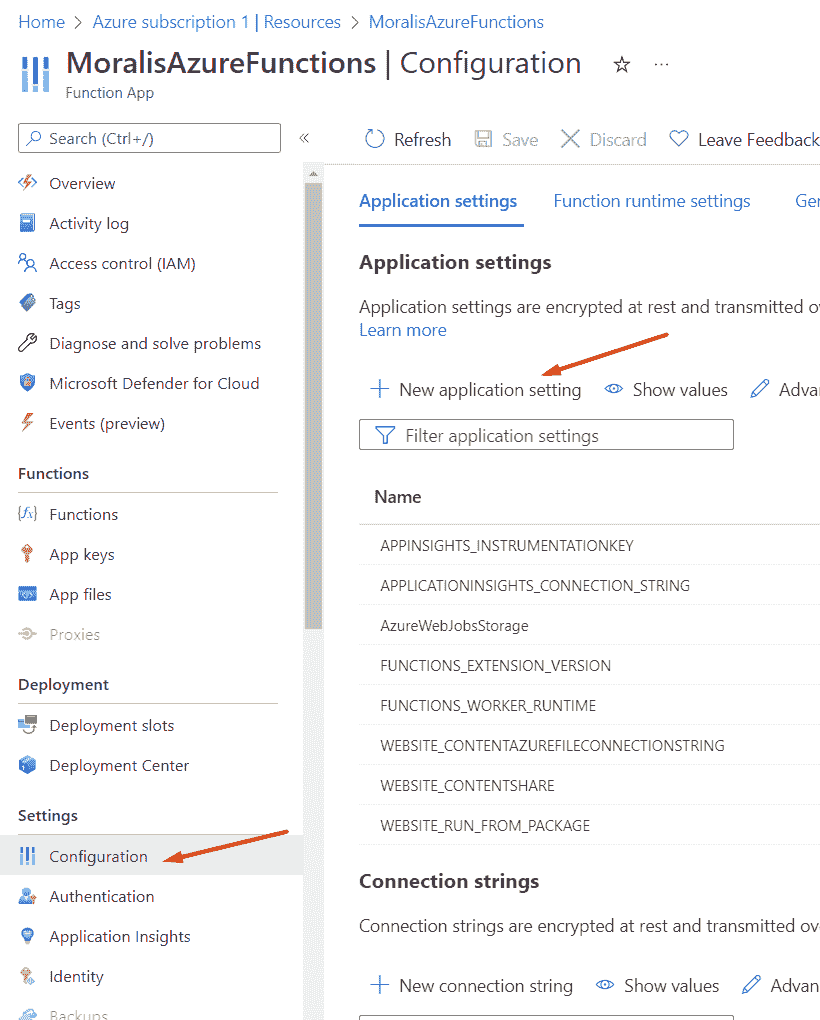 Home > Azure subscription 1 | Resources > MoralisAzureFunctions
MoralisAzureFunctions | Configuration ☆ ...
Function App
Search (Ctrl+/)
«
Refresh Save Discard Leave Feedback
Overview
Activity log
Access control (IAM)
Tags
Diagnose and solve problems
Microsoft Defender for Cloud
Events (preview)
Functions
Functions
App keys
App files
Proxies
Deployment
Deployment slots
Deployment Center
Settings
Configuration
Authentication
Application Insights
Identity
Backups
Application settings Function runtime settings Ger
Application settings
Application settings are encrypted at rest and transmitted ov
Learn more
New application setting Show values Advan
Filter application settings
Name
APPINSIGHTS_INSTRUMENTATIONKEY
APPLICATIONINSIGHTS_CONNECTION_STRING
AzureWebJobsStorage
FUNCTIONS_EXTENSION_VERSION
FUNCTIONS_WORKER_RUNTIME
WEBSITE_CONTENTAZUREFILECONNECTIONSTRING
WEBSITE_CONTENTSHARE
WEBSITE_RUN_FROM_PACKAGE
Connection strings
Connection strings are encrypted at rest and transmitted ov
New connection string Show values Advan